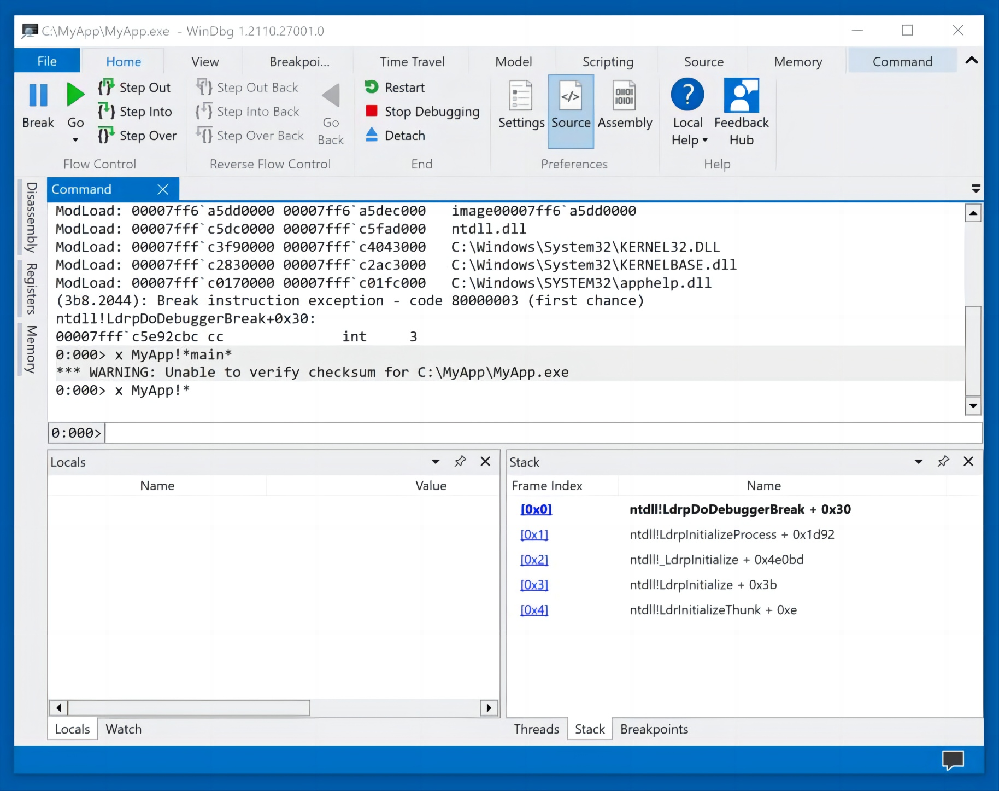 C:\MyApp\MyApp.exe - WinDbg 1.2110.27001.0
File Home View Breakpoi... Time Travel Model Scripting Source Memory Command
Break
Go
Step Out
Step Into
Step Over
Flow Control
Step Out Back
Step Into Back
Step Over Back
Go
Back
Reverse Flow Control
Restart
Stop Debugging
Detach
End
Settings
Source
Assembly
Preferences
Local
Help
Feedback
Hub
Help
Disassembly
Registers
Memory
Command
ModLoad: 00007ff6`a5dd0000 00007ff6`a5dec000   image00007ff6`a5dd0000
ModLoad: 00007fff`c5dc0000 00007fff`c5fad000   ntdll.dll
ModLoad: 00007fff`c3f90000 00007fff`c4043000   C:\Windows\System32\KERNEL32.DLL
ModLoad: 00007fff`c2830000 00007fff`c2ac3000   C:\Windows\System32\KERNELBASE.dll
ModLoad: 00007fff`c0170000 00007fff`c01fc000   C:\Windows\SYSTEM32\apphelp.dll
(3b8.2044): Break instruction exception - code 80000003 (first chance)
ntdll!LdrpDoDebuggerBreak+0x30:
00007fff`c5e92cbc cc              int     3
0:000> x MyApp!*main*
*** WARNING: Unable to verify checksum for C:\MyApp\MyApp.exe
0:000> x MyApp!*
0:000>
Locals
Name Value
Locals Watch
Stack
Frame Index Name
[0x0] ntdll!LdrpDoDebuggerBreak + 0x30
[0x1] ntdll!LdrpInitializeProcess + 0x1d92
[0x2] ntdll!_LdrpInitialize + 0x4e0bd
[0x3] ntdll!LdrpInitialize + 0x3b
[0x4] ntdll!LdrInitializeThunk + 0xe
Threads Stack Breakpoints